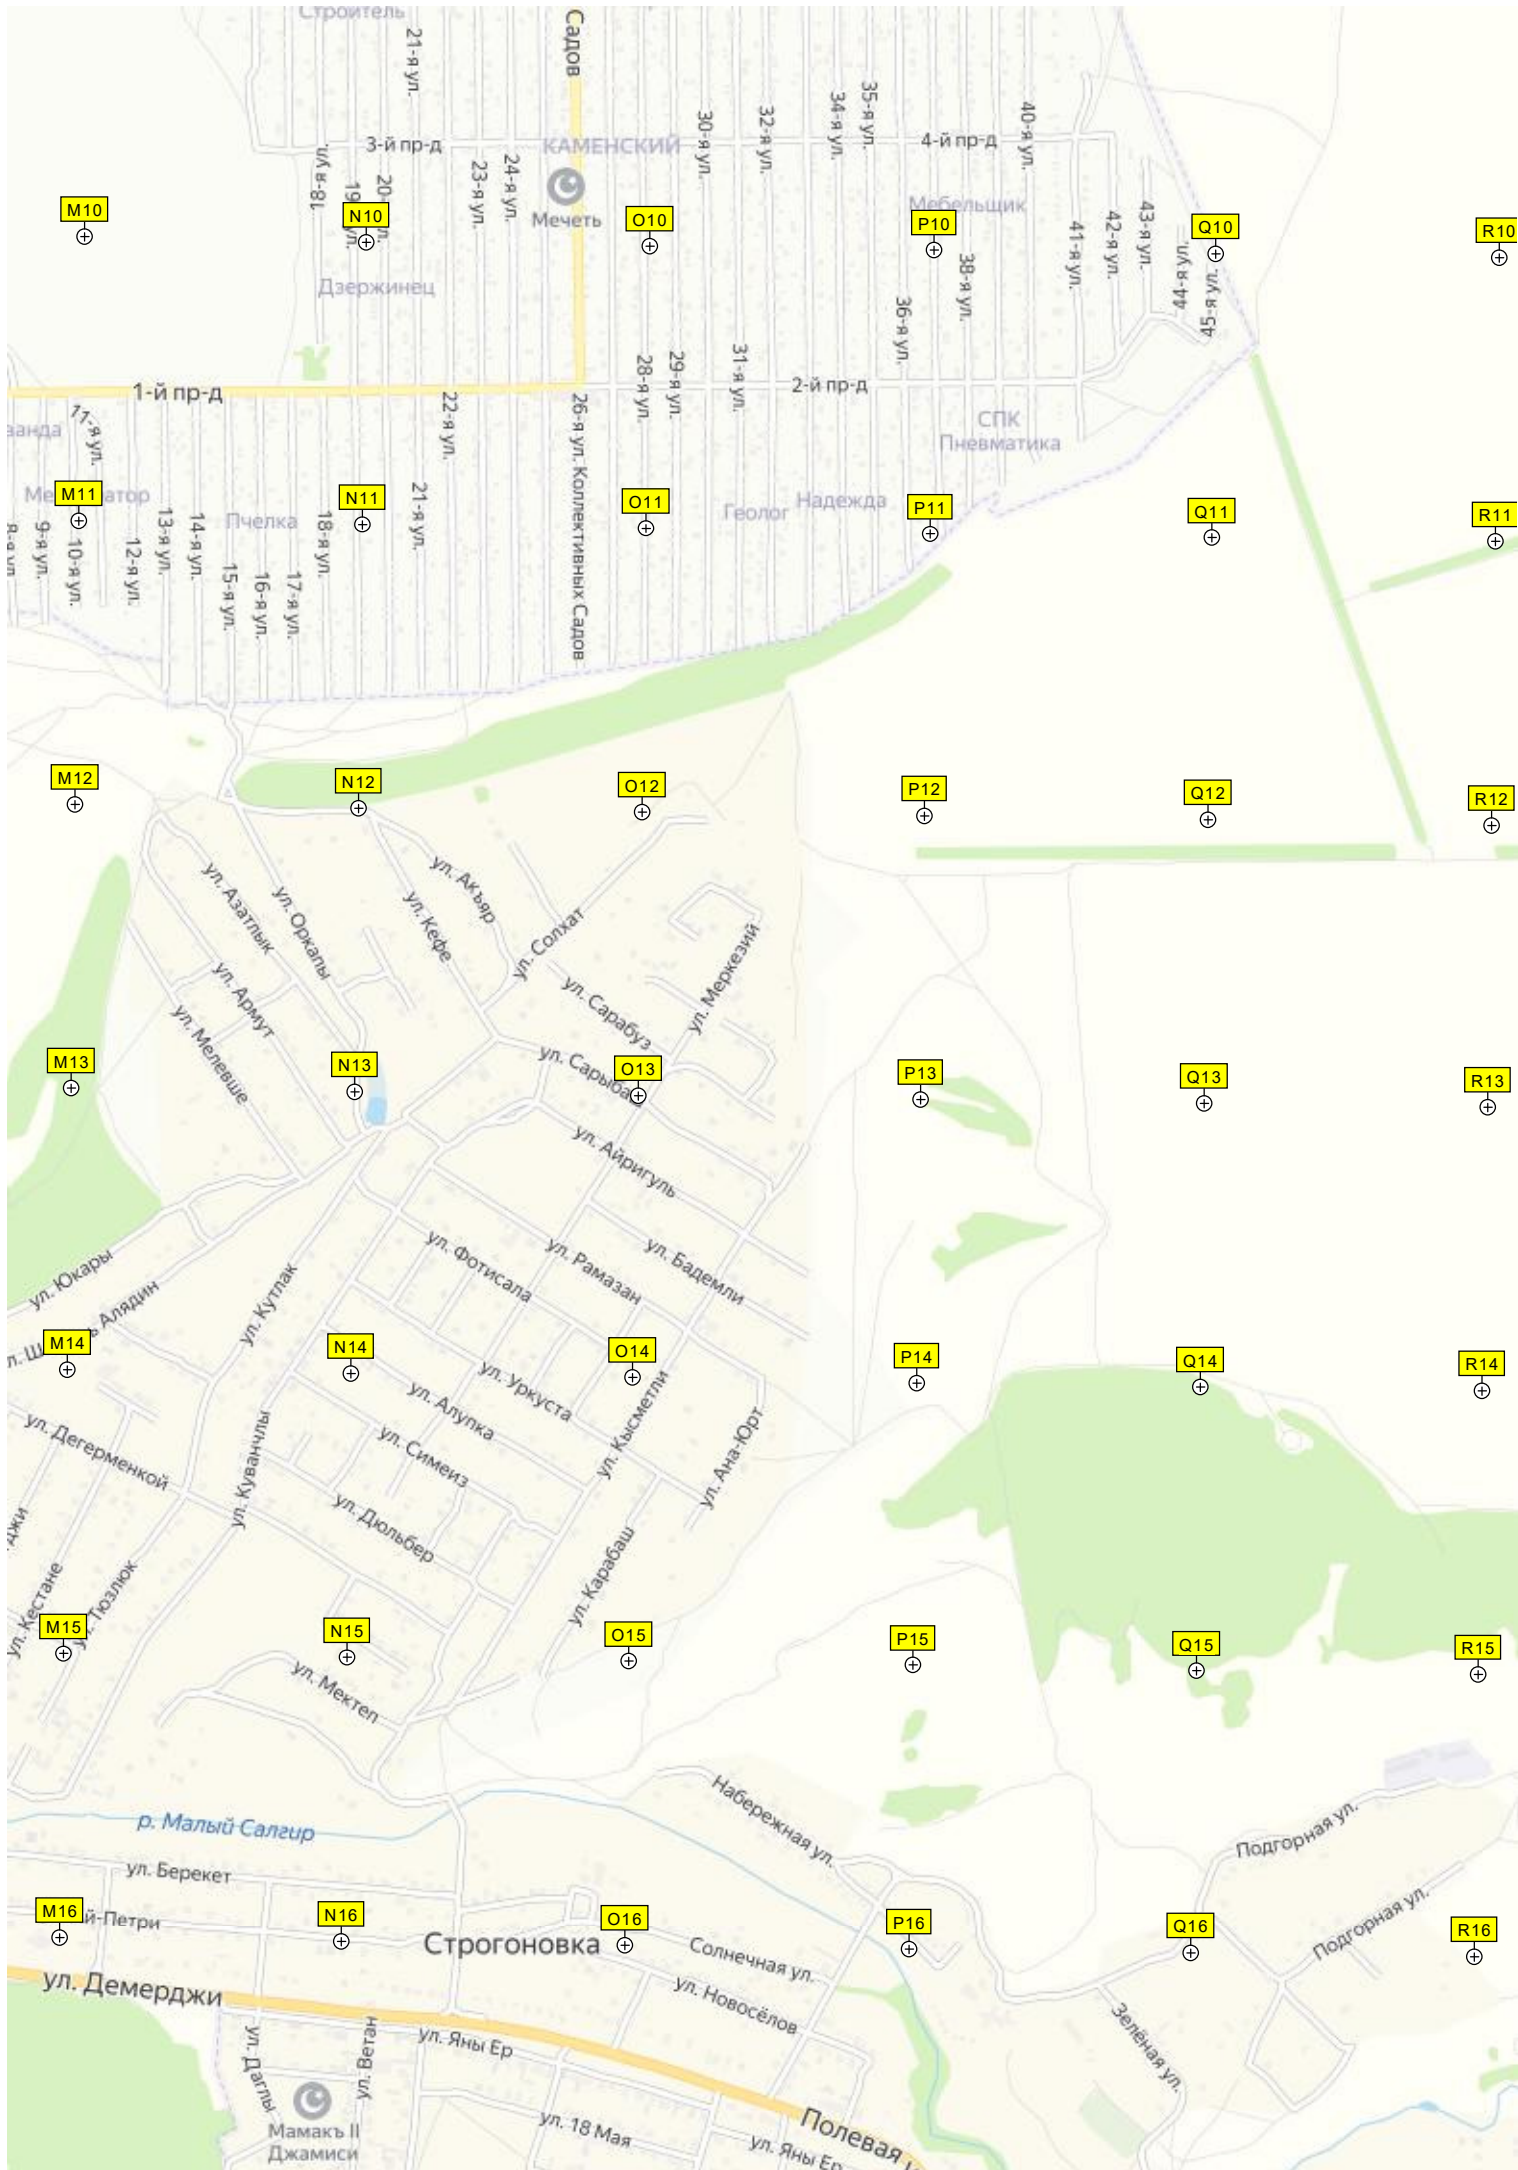 Строитель
21-я ул.
Садов
35-я ул.
34-я ул.
32-я ул.
30-я ул.
40-я ул.
3-й пр-д
КАМЕНСКИЙ
4-й пр-д
18-я ул.
23-я ул.
24-я ул.
Мечеть
Мебельщик
M10
N10
O10
P10
Q10
R10
41-я ул.
42-я ул.
43-я ул.
44-я ул.
45-я ул.
38-я ул.
36-я ул.
Дзержинец
28-я ул.
29-я ул.
31-я ул.
1-й пр-д
2-й пр-д
22-я ул.
26-я ул. Коллективных Садов
11-я ул.
СПК
Пневматика
M11
N11
O11
P11
Q11
R11
Пчелка
Геолог
Надежда
9-я ул.
10-я ул.
12-я ул.
13-я ул.
14-я ул.
15-я ул.
16-я ул.
17-я ул.
18-я ул.
21-я ул.
M12
N12
O12
P12
Q12
R12
ул. Азатлык
ул. Оркапы
ул. Кефе
ул. Акъяр
ул. Солхат
ул. Меркезий
ул. Армут
ул. Мелевше
ул. Сарабуз
M13
N13
O13
P13
Q13
R13
ул. Айригуль
ул. Юкары
ул. Кутлак
ул. Фотисала
ул. Рамазан
ул. Бадемли
Алядин
M14
N14
O14
P14
Q14
R14
ул. Уркуста
ул. Алупка
ул. Кысметли
ул. Ана-Юрт
ул. Дегерменкой
ул. Куванчлы
ул. Симеиз
ул. Дюльбер
ул. Карабаш
джи
ул. Кестане
ул. Тюзлюк
M15
N15
O15
P15
Q15
R15
ул. Мектеп
Набережная ул.
р. Малый Салгир
Подгорная ул.
ул. Берекет
M16
й-Петри
N16
O16
P16
Q16
R16
Строгоновка
Солнечная ул.
Подгорная ул.
ул. Демерджи
ул. Новосёлов
Зелёная ул.
ул. Яны Ер
ул. Даглы
ул. Ветан
Мамакъ II
Джамиси
ул. 18 Мая
Полевая
ул. Яны Ер